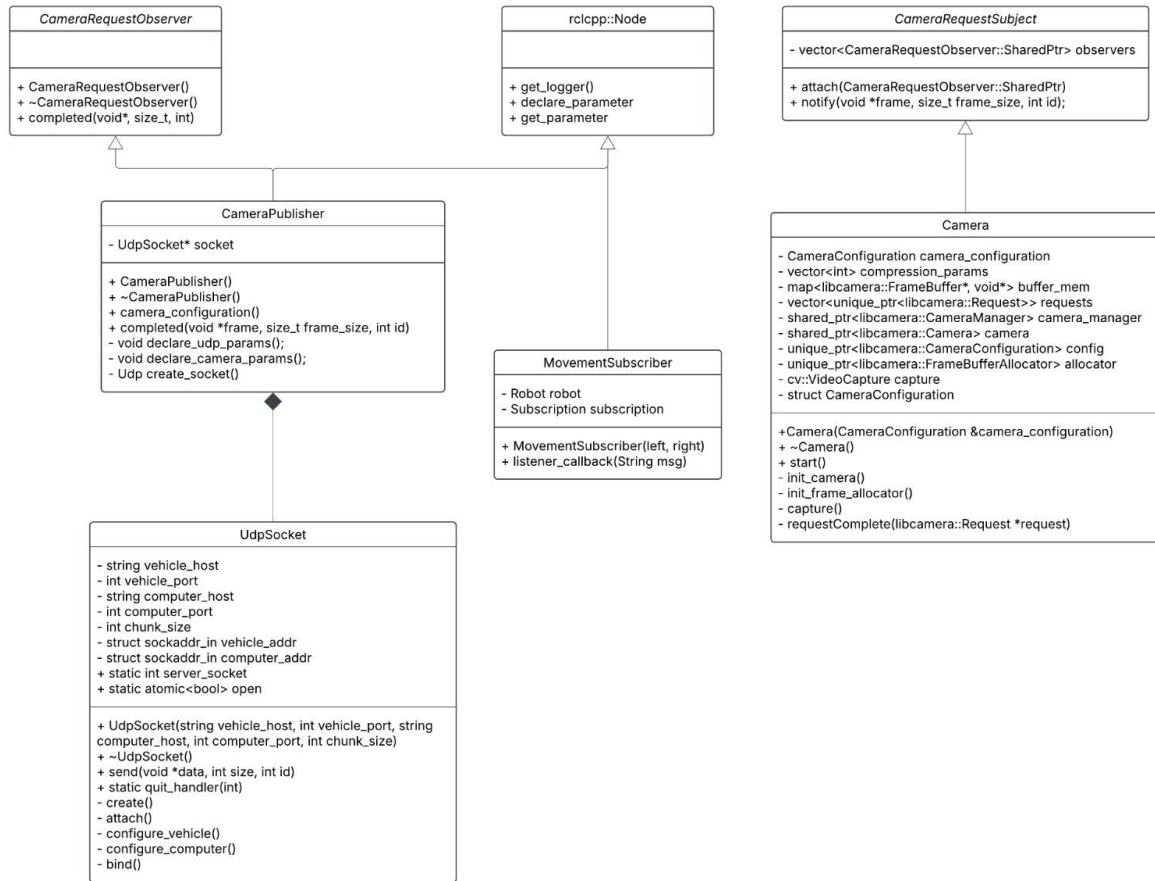 CameraRequestObserver
+ CameraRequestObserver()
+ ~CameraRequestObserver()
+ completed(void*, size_t, int)
rclcpp::Node
+ get_logger()
+ declare_parameter
+ get_parameter
CameraRequestSubject
- vector<CameraRequestObserver::SharedPtr> observers
+ attach(CameraRequestObserver::SharedPtr)
+ notify(void *frame, size_t frame_size, int id);
CameraPublisher
- UdpSocket* socket
+ CameraPublisher()
+ ~CameraPublisher()
+ camera_configuration()
+ completed(void *frame, size_t frame_size, int id)
- void declare_udp_params();
- void declare_camera_params();
- Udp create_socket()
MovementSubscriber
- Robot robot
- Subscription subscription
+ MovementSubscriber(left, right)
+ listener_callback(String msg)
Camera
- CameraConfiguration camera_configuration
- vector<int> compression_params
- map<libcamera::FrameBuffer*, void*> buffer_mem
- vector<unique_ptr<libcamera::Request>> requests
- shared_ptr<libcamera::CameraManager> camera_manager
- shared_ptr<libcamera::Camera> camera
- unique_ptr<libcamera::CameraConfiguration> config
- unique_ptr<libcamera::FrameBufferAllocator> allocator
- cv::VideoCapture capture
- struct CameraConfiguration
+Camera(CameraConfiguration &camera_configuration)
+ ~Camera()
+ start()
- init_camera()
- init_frame_allocator()
- capture()
- requestComplete(libcamera::Request *request)
UdpSocket
- string vehicle_host
- int vehicle_port
- string computer_host
- int computer_port
- int chunk_size
- struct sockaddr_in vehicle_addr
- struct sockaddr_in computer_addr
+ static int server_socket
+ static atomic<bool> open
+ UdpSocket(string vehicle_host, int vehicle_port, string
computer_host, int computer_port, int chunk_size)
+ ~UdpSocket()
+ send(void *data, int size, int id)
+ static quit_handler(int)
- create()
- attach()
- configure_vehicle()
- configure_computer()
- bind()